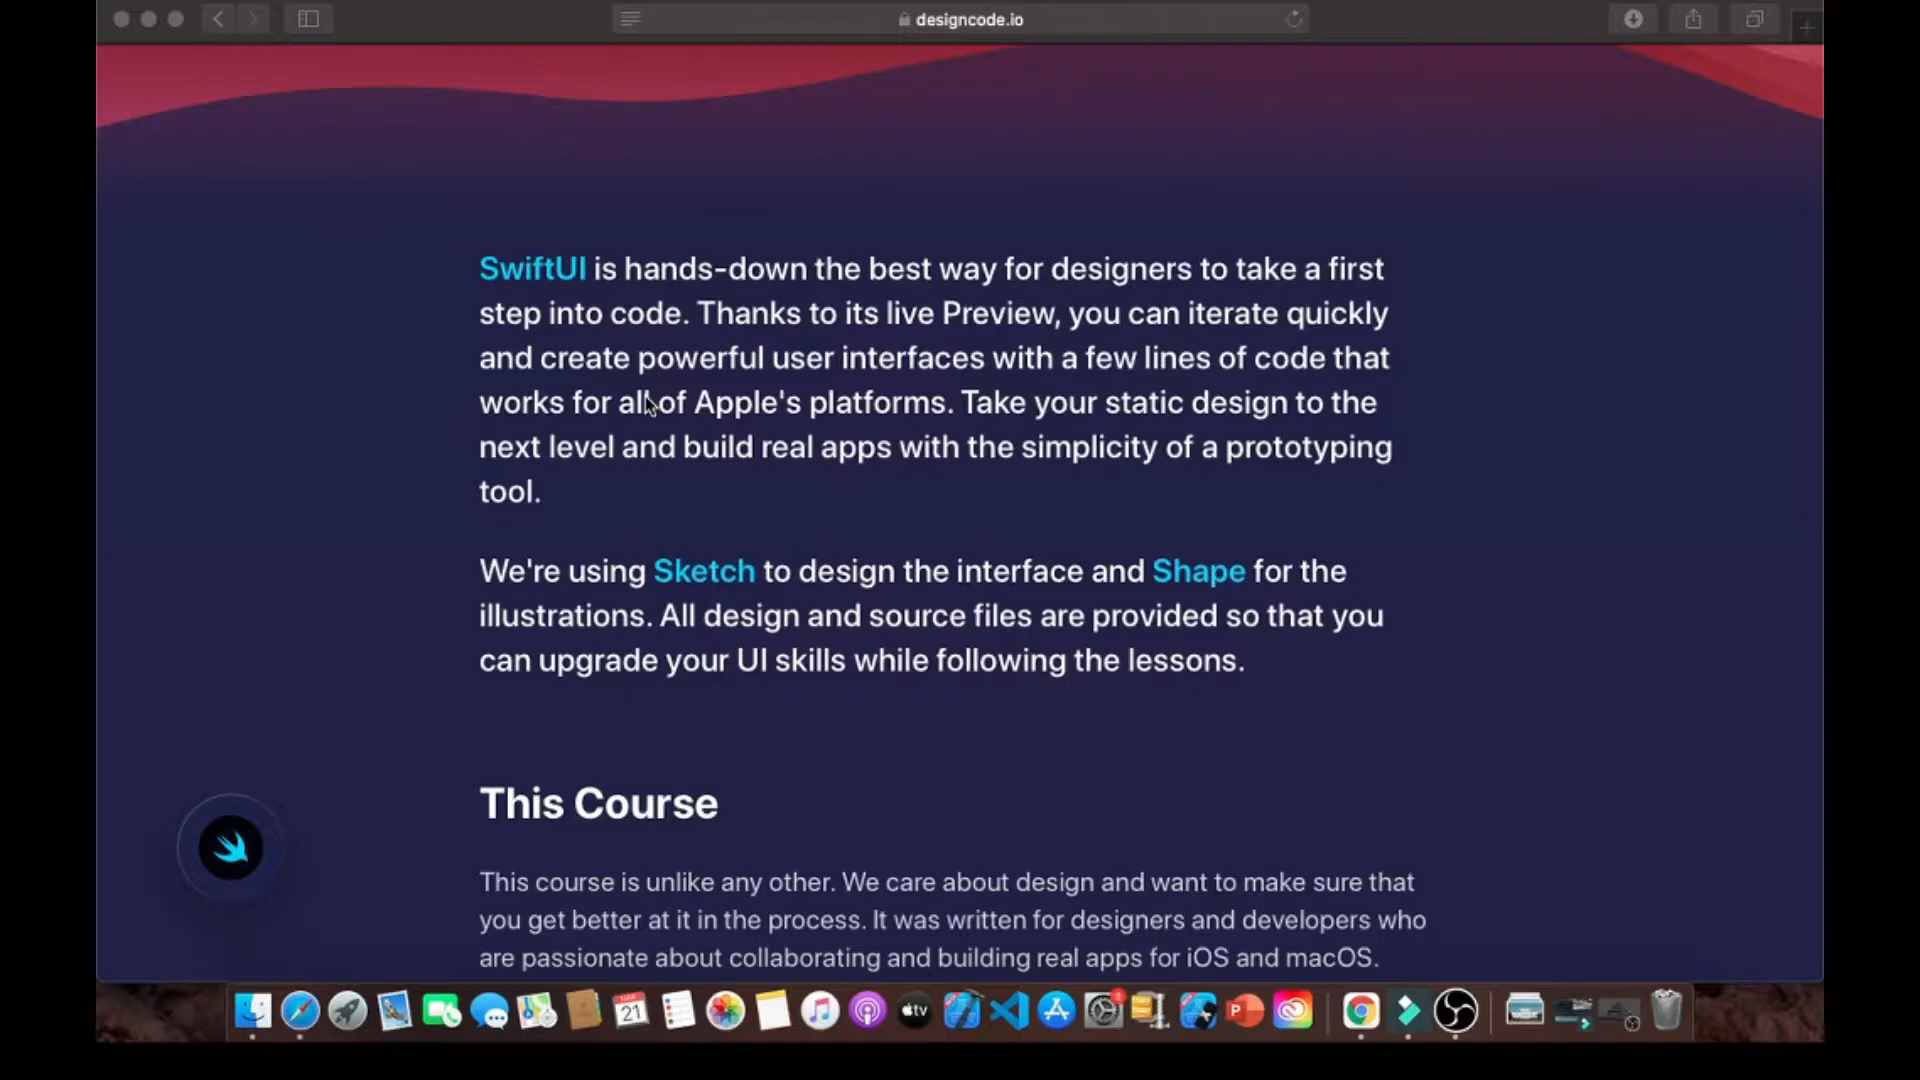 designcode.io
SwiftUI is hands-down the best way for designers to take a first
step into code. Thanks to its live Preview, you can iterate quickly
and create powerful user interfaces with a few lines of code that
works for all of Apple's platforms. Take your static design to the
next level and build real apps with the simplicity of a prototyping
tool.
We're using Sketch to design the interface and Shape for the
illustrations. All design and source files are provided so that you
can upgrade your UI skills while following the lessons.
This Course
This course is unlike any other. We care about design and want to make sure that
you get better at it in the process. It was written for designers and developers who
are passionate about collaborating and building real apps for iOS and macOS.
21
tv